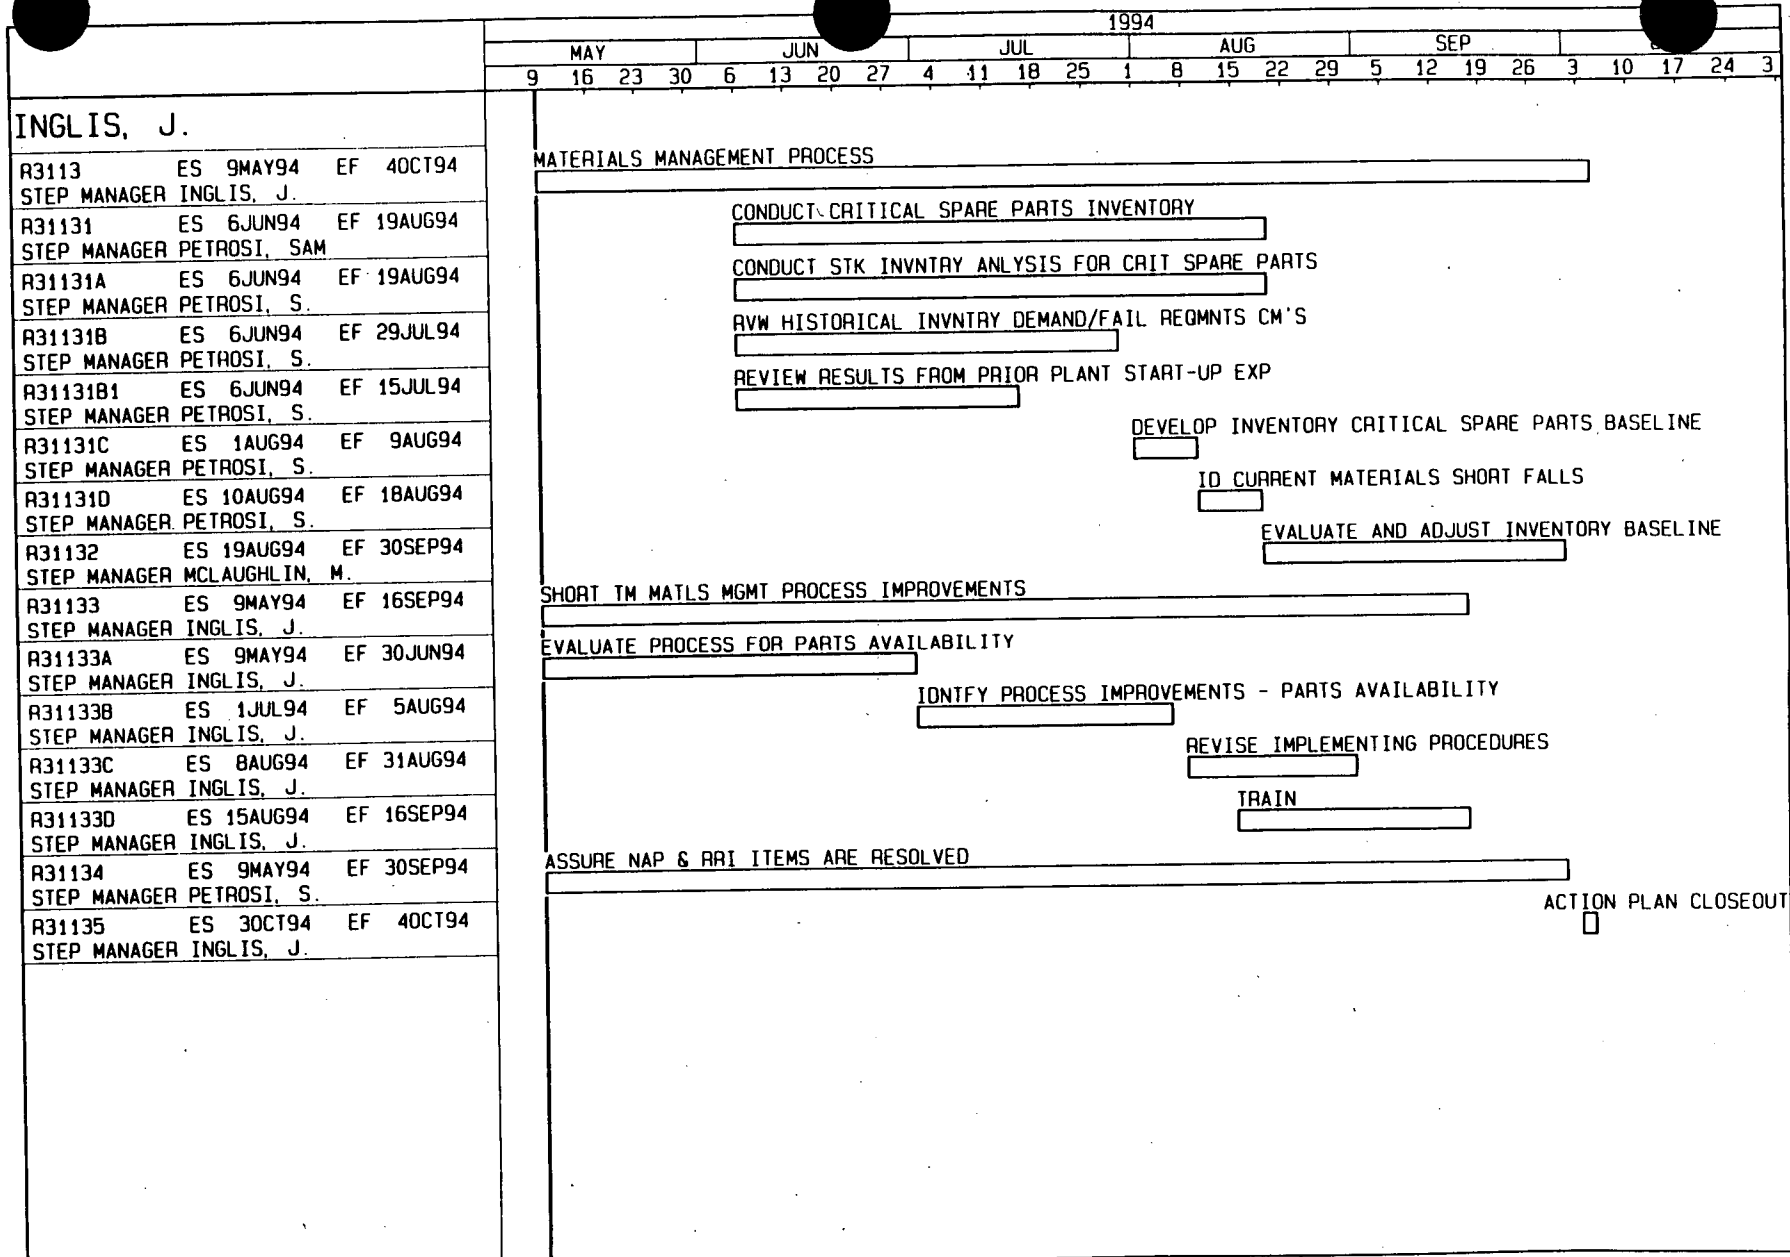 1994
MAY JUN JUL AUG SEP
9 16 23 30 6 13 20 27 4 11 18 25 1 8 15 22 29 5 12 19 26 3 10 17 24 3
INGLIS, J.
R3113 ES 9MAY94 EF 4OCT94
MATERIALS MANAGEMENT PROCESS
STEP MANAGER INGLIS, J.
R31131 ES 6JUN94 EF 19AUG94
CONDUCT CRITICAL SPARE PARTS INVENTORY
STEP MANAGER PETROSI, SAM
R31131A ES 6JUN94 EF 19AUG94
CONDUCT STK INVNTRY ANLYSIS FOR CRIT SPARE PARTS
STEP MANAGER PETROSI, S.
R31131B ES 6JUN94 EF 29JUL94
RVW HISTORICAL INVNTRY DEMAND/FAIL REQMNTS CM'S
STEP MANAGER PETROSI, S.
R31131B1 ES 6JUN94 EF 15JUL94
REVIEW RESULTS FROM PRIOR PLANT START-UP EXP
STEP MANAGER PETROSI, S.
R31131C ES 1AUG94 EF 9AUG94
DEVELOP INVENTORY CRITICAL SPARE PARTS BASELINE
STEP MANAGER PETROSI, S.
R31131D ES 10AUG94 EF 18AUG94
ID CURRENT MATERIALS SHORT FALLS
STEP MANAGER PETROSI, S.
R31132 ES 19AUG94 EF 30SEP94
EVALUATE AND ADJUST INVENTORY BASELINE
STEP MANAGER MCLAUGHLIN, M.
R31133 ES 9MAY94 EF 16SEP94
SHORT TM MATLS MGMT PROCESS IMPROVEMENTS
STEP MANAGER INGLIS, J.
R31133A ES 9MAY94 EF 30JUN94
EVALUATE PROCESS FOR PARTS AVAILABILITY
STEP MANAGER INGLIS, J.
R31133B ES 1JUL94 EF 5AUG94
IDNTFY PROCESS IMPROVEMENTS - PARTS AVAILABILITY
STEP MANAGER INGLIS, J.
R31133C ES 8AUG94 EF 31AUG94
REVISE IMPLEMENTING PROCEDURES
STEP MANAGER INGLIS, J.
R31133D ES 15AUG94 EF 16SEP94
TRAIN
STEP MANAGER INGLIS, J.
R31134 ES 9MAY94 EF 30SEP94
ASSURE NAP & RRI ITEMS ARE RESOLVED
STEP MANAGER PETROSI, S.
R31135 ES 3OCT94 EF 4OCT94
ACTION PLAN CLOSEOUT
STEP MANAGER INGLIS, J.